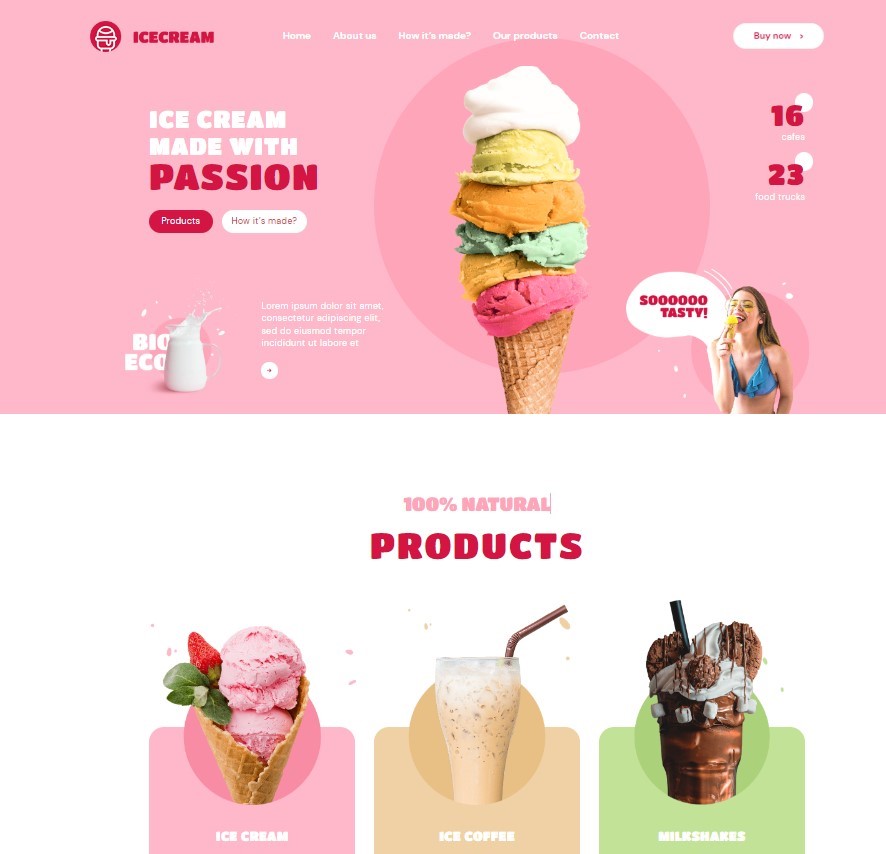 ICECREAM
Home
About us
How it's made?
Our products
Contact
Buy now
ICE CREAM
MADE WITH
PASSION
Products
How it's made?
16
cafes
23
food trucks
BIO
ECO
Lorem ipsum dolor sit amet,
consectetur adipiscing elit,
sed do eiusmod tempor
incididunt ut labore et
SOOOOOO
TASTY!
100% NATURAL
PRODUCTS
ICE CREAM
ICE COFFEE
MILKSHAKES